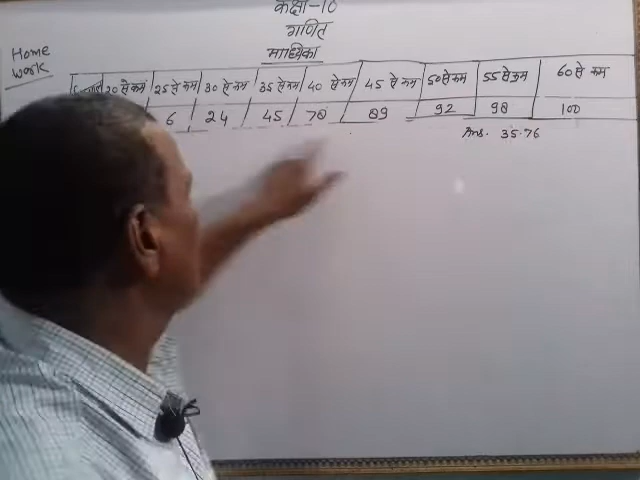 कक्षा-10
गणित
माध्यिका
Home
Work
20 से कम 25 से कम 30 से कम 35 से कम 40 से कम 45 से कम 50 से कम 55 से कम 60 से कम
6 24 45 78 89 92 98 100
Ans. 35.76